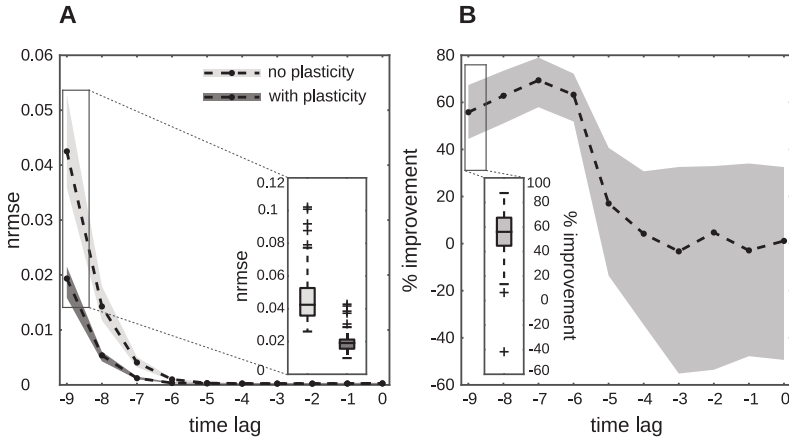 A
nrmse
0.06
0.05
0.04
0.03
0.02
0.01
0
no plasticity
with plasticity
nrmse
0.12
0.1
0.08
0.06
0.04
0.02
0
-9 -8 -7 -6 -5 -4 -3 -2 -1 0
time lag
B
% improvement
80
60
40
20
0
-20
-40
-60
100
80
60
40
20
0
80
-40
-60
% improvement
-9 -8 -7 -6 -5 -4 -3 -2 -1 0
time lag